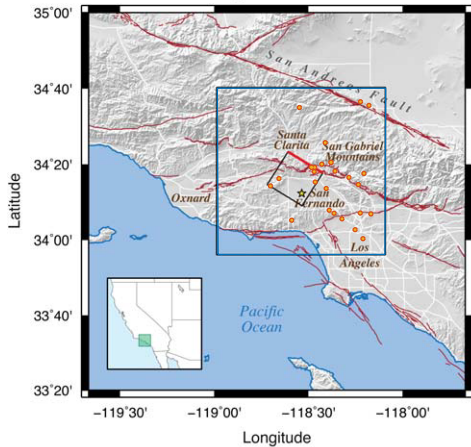 35°00'
34°40'
34°20'
34°00'
33°40'
33°20'
Latitude
San Andreas Fault
Santa
Clarita
San Gabriel
Mountains
Oxnard
San
Fernando
Los
Angeles
Pacific
Ocean
−119°30'
−119°00'
−118°30'
−118°00'
Longitude